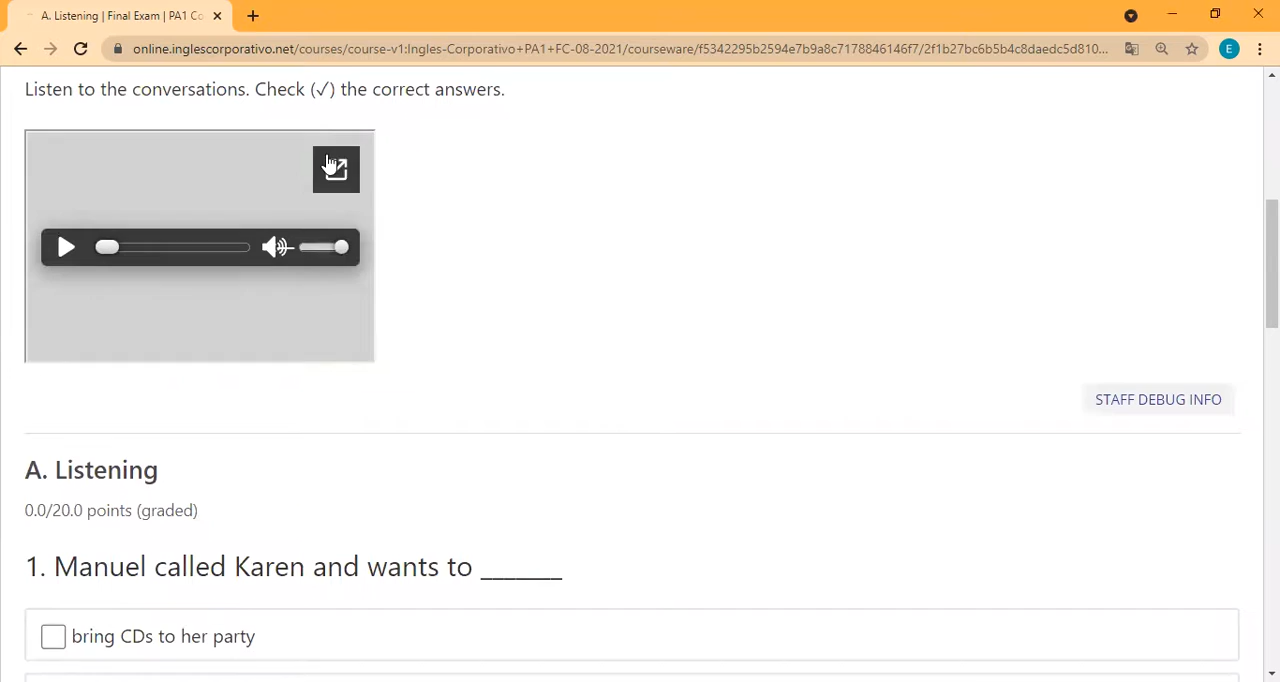 A. Listening | Final Exam | PA1 Co
online.inglescorporativo.net/courses/course-v1:Ingles-Corporativo+PA1+FC-08-2021/courseware/f5342295b2594e7b9a8c7178846146f7/2f1b27bc6b5b4c8daedc5d810...
E
Listen to the conversations. Check (✓) the correct answers.
STAFF DEBUG INFO
A. Listening
0.0/20.0 points (graded)
1. Manuel called Karen and wants to _______
bring CDs to her party